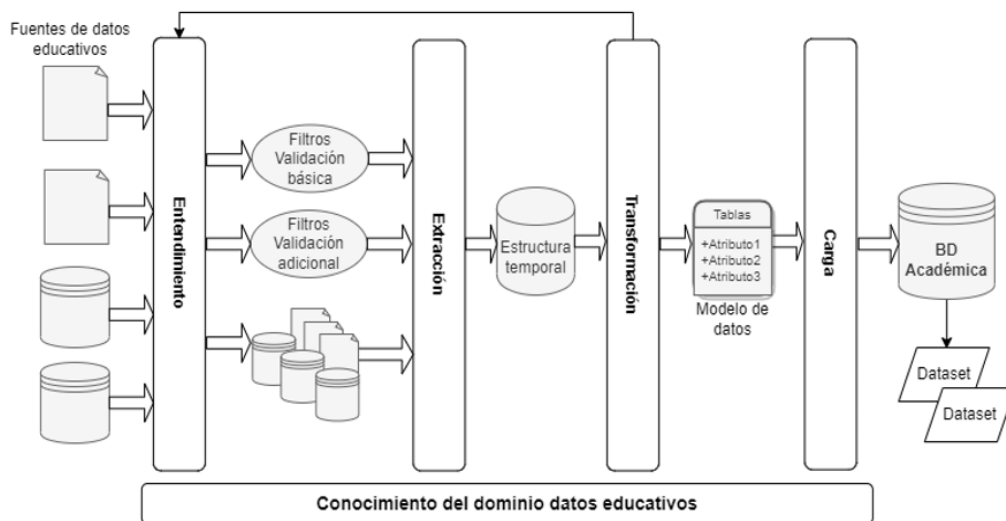 Fuentes de datos
educativos
Entendimiento
Filtros
Validación
básica
Filtros
Validación
adicional
Extracción
Estructura
temporal
Transformación
Tablas
+Atributo1
+Atributo2
+Atributo3
Modelo de
datos
Carga
BD
Académica
Dataset
Dataset
Conocimiento del dominio datos educativos